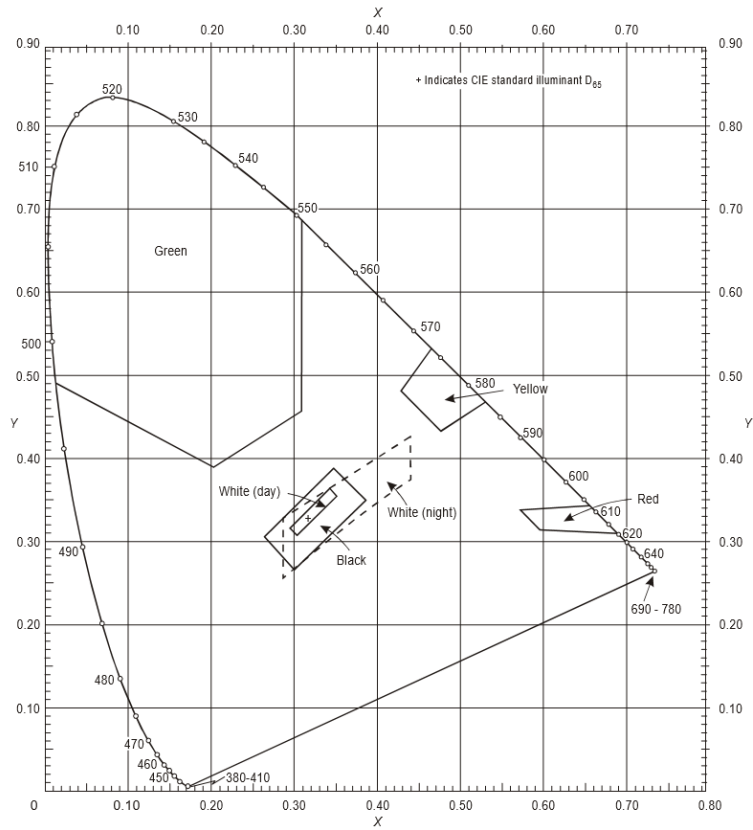 X
0.10 0.20 0.30 0.40 0.50 0.60 0.70
0.90 0.90
+ Indicates CIE standard illuminant D65
520
530
0.80 0.80
540
510
0.70 550 0.70
Green
560
0.60 0.60
570
500
0.50 0.50
580
Yellow
Y Y
590
0.40 0.40
600
White (day)
Red
White (night)
610
0.30 620 0.30
Black
490
640
690 - 780
0.20 0.20
480
0.10 0.10
470
460
450 380-410
0 0.10 0.20 0.30 0.40 0.50 0.60 0.70 0.80
X